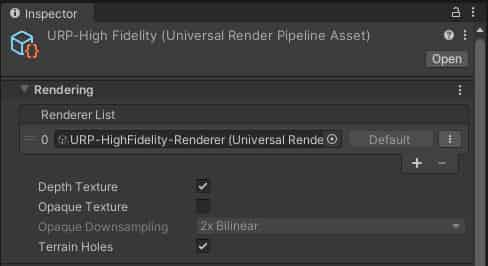 Inspector
URP-High Fidelity (Universal Render Pipeline Asset)
Open
Rendering
Renderer List
0 URP-HighFidelity-Renderer (Universal Rende Default
+ -
Depth Texture
Opaque Texture
Opaque Downsampling 2x Bilinear
Terrain Holes